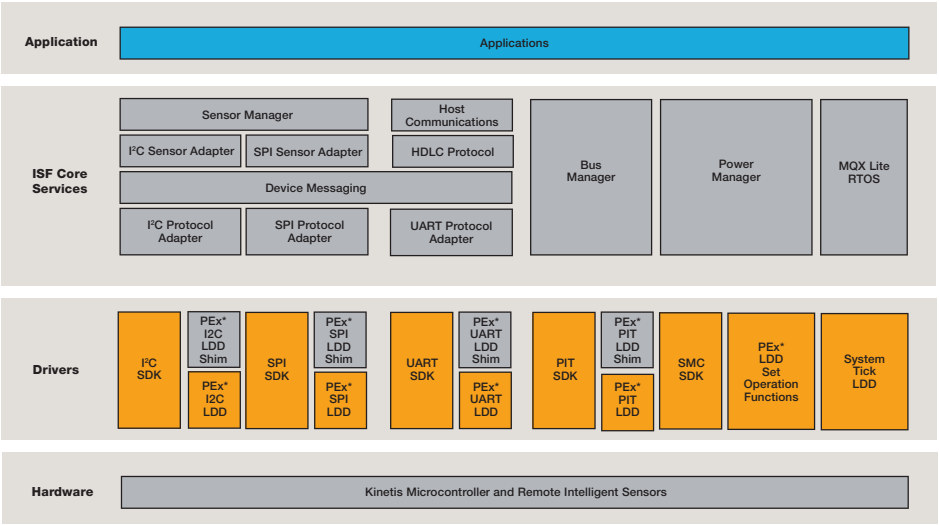 Application
Applications
ISF Core
Services
Sensor Manager
Host
Communications
I²C Sensor Adapter
SPI Sensor Adapter
HDLC Protocol
Device Messaging
I²C Protocol
Adapter
SPI Protocol
Adapter
UART Protocol
Adapter
Bus
Manager
Power
Manager
MQX Lite
RTOS
Drivers
I²C
SDK
PEx*
I2C
LDD
Shim
PEx*
I2C
LDD
SPI
SDK
PEx*
SPI
LDD
Shim
PEx*
SPI
LDD
UART
SDK
PEx*
UART
LDD
Shim
PEx*
UART
LDD
PIT
SDK
PEx*
PIT
LDD
Shim
PEx*
PIT
LDD
SMC
SDK
PEx*
LDD
Set
Operation
Functions
System
Tick
LDD
Hardware
Kinetis Microcontroller and Remote Intelligent Sensors